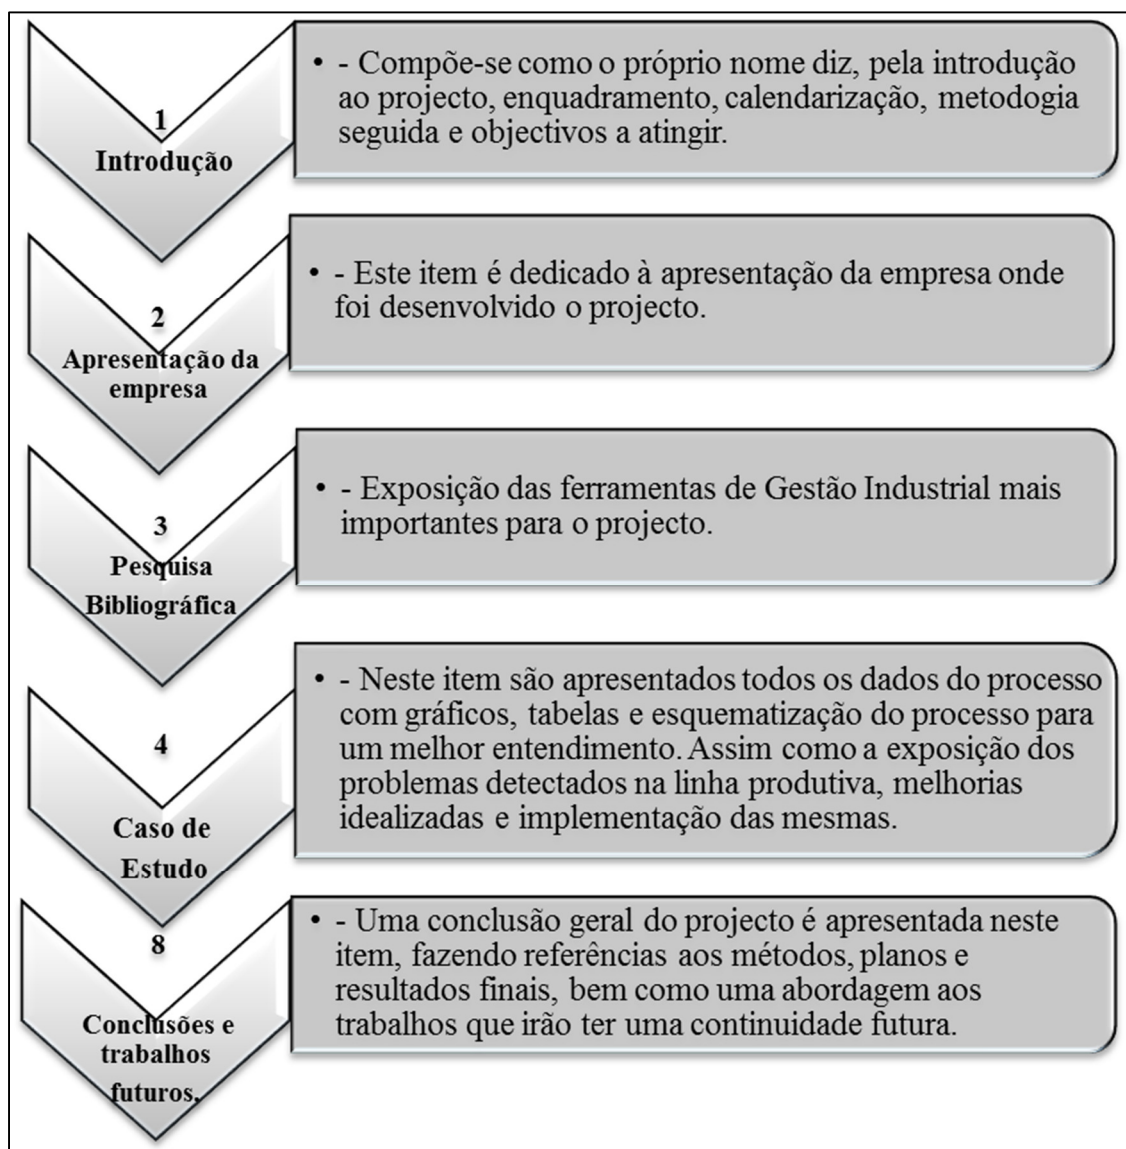 1
Introdução
• - Compõe-se como o próprio nome diz, pela introdução
ao projecto, enquadramento, calendarização, metodogia
seguida e objectivos a atingir.
2
Apresentação da
empresa
• - Este item é dedicado à apresentação da empresa onde
foi desenvolvido o projecto.
3
Pesquisa
Bibliográfica
• - Exposição das ferramentas de Gestão Industrial mais
importantes para o projecto.
4
Caso de
Estudo
• - Neste item são apresentados todos os dados do processo
com gráficos, tabelas e esquematização do processo para
um melhor entendimento. Assim como a exposição dos
problemas detectados na linha produtiva, melhorias
idealizadas e implementação das mesmas.
8
Conclusões e
trabalhos
futuros.
• - Uma conclusão geral do projecto é apresentada neste
item, fazendo referências aos métodos, planos e
resultados finais, bem como uma abordagem aos
trabalhos que irão ter uma continuidade futura.